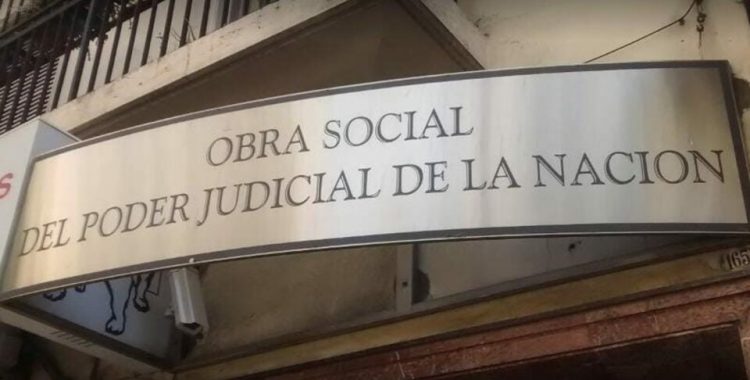 OBRA SOCIAL
DEL PODER JUDICIAL DE LA NACION